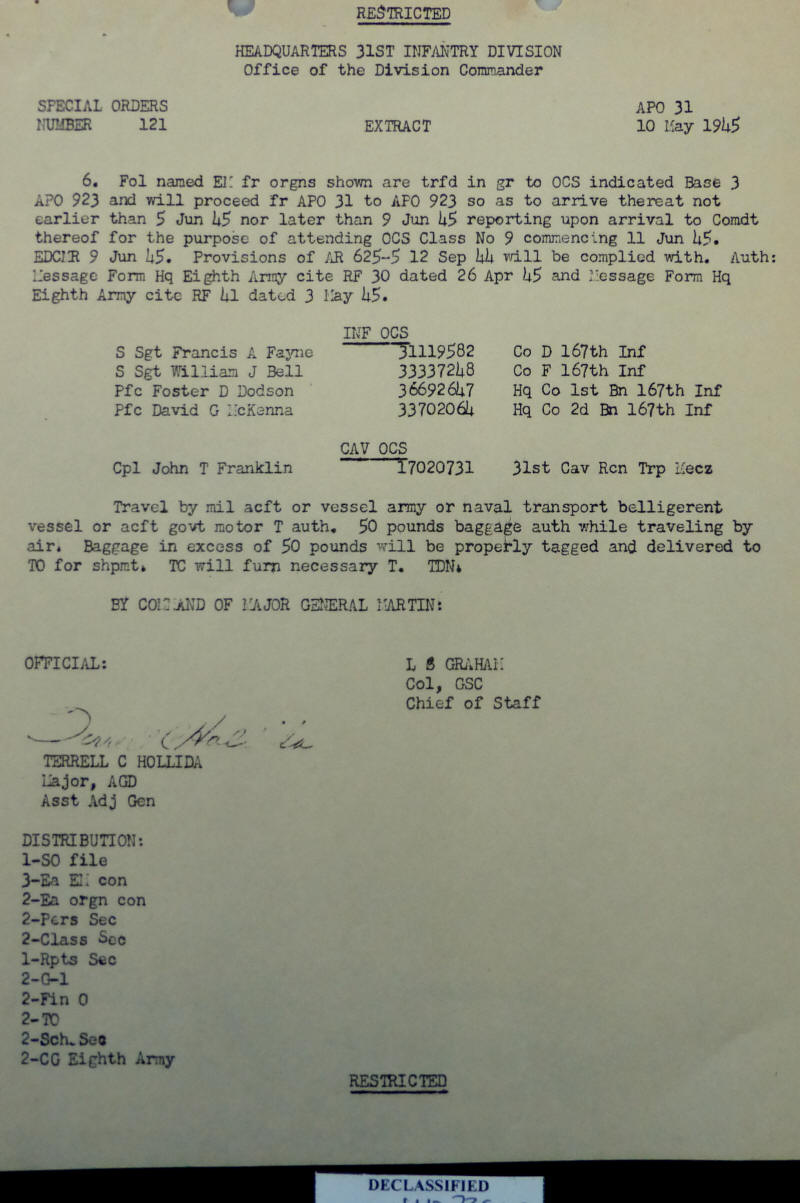 RESTRICTED
HEADQUARTERS 31ST INFANTRY DIVISION
Office of the Division Commander
SPECIAL ORDERS APO 31
NUMBER 121 EXTRACT 10 May 1945
6. Fol named EM fr orgns shown are trfd in gr to OCS indicated Base 3
APO 923 and will proceed fr APO 31 to APO 923 so as to arrive thereat not
earlier than 5 Jun 45 nor later than 9 Jun 45 reporting upon arrival to Comdt
thereof for the purpose of attending OCS Class No 9 commencing 11 Jun 45.
EDCMR 9 Jun 45. Provisions of AR 625-5 12 Sep 44 will be complied with. Auth:
Message Form Hq Eighth Army cite RF 30 dated 26 Apr 45 and Message Form Hq
Eighth Army cite RF 41 dated 3 May 45.
INF OCS
S Sgt Francis A Fayne 31119582 Co D 167th Inf
S Sgt William J Bell 33337248 Co F 167th Inf
Pfc Foster D Dodson 36692647 Hq Co 1st Bn 167th Inf
Pfc David G McKenna 33702064 Hq Co 2d Bn 167th Inf
CAV OCS
Cpl John T Franklin 17020731 31st Cav Rcn Trp Mecz
Travel by mil acft or vessel army or naval transport belligerent
vessel or acft govt motor T auth. 50 pounds baggage auth while traveling by
air. Baggage in excess of 50 pounds will be properly tagged and delivered to
TO for shpmt. TC will furn necessary T. TDN.
BY COMMAND OF MAJOR GENERAL MARTIN:
OFFICIAL: L S GRAHAM
Col, GSC
Chief of Staff
TERRELL C HOLLIDA
Major, AGD
Asst Adj Gen
DISTRIBUTION:
1-SO file
3-Ea EM con
2-Ea orgn con
2-Pers Sec
2-Class Sec
1-Rpts Sec
2-G-1
2-Fin O
2-TO
2-Sch. Sec
2-CG Eighth Army
RESTRICTED
DECLASSIFIED